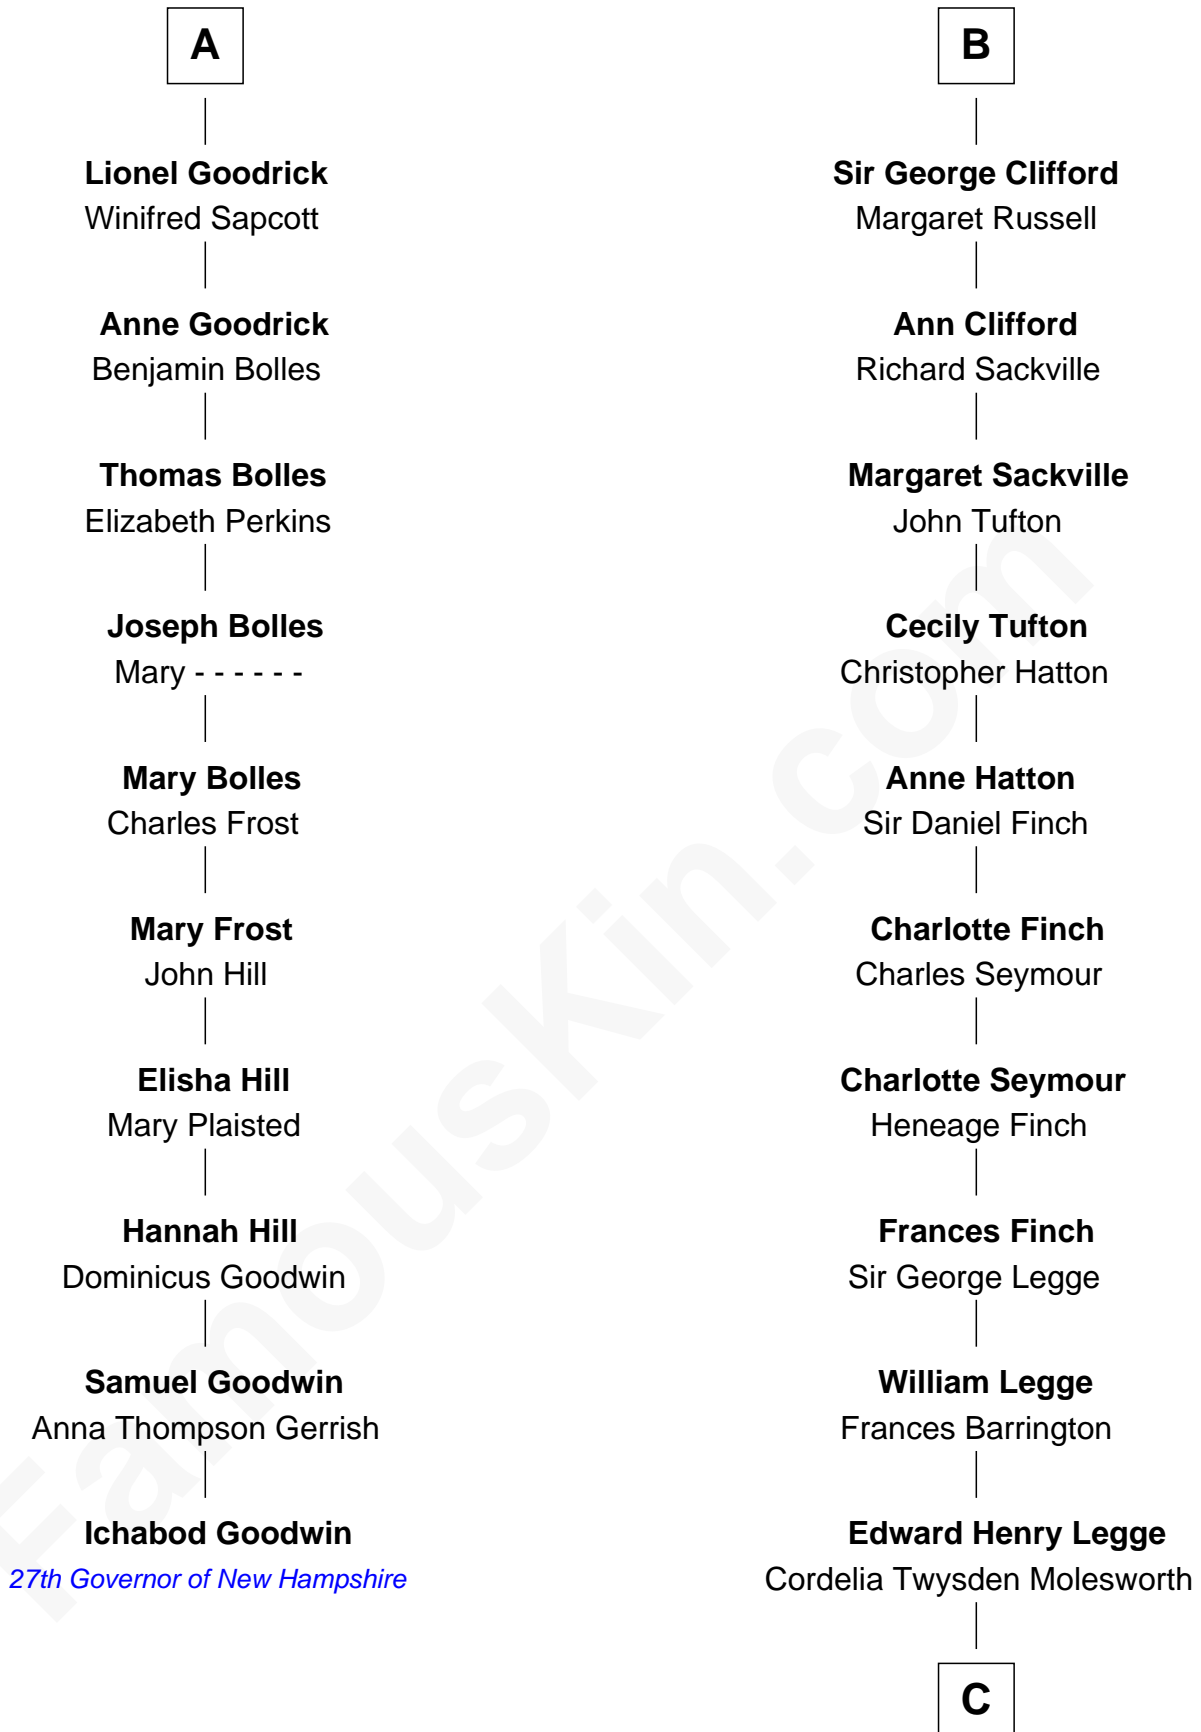 A
Lionel Goodrick
Winifred Sapcott
Anne Goodrick
Benjamin Bolles
Thomas Bolles
Elizabeth Perkins
Joseph Bolles
Mary - - - - - -
Mary Bolles
Charles Frost
Mary Frost
John Hill
Elisha Hill
Mary Plaisted
Hannah Hill
Dominicus Goodwin
Samuel Goodwin
Anna Thompson Gerrish
Ichabod Goodwin
27th Governor of New Hampshire
B
Sir George Clifford
Margaret Russell
Ann Clifford
Richard Sackville
Margaret Sackville
John Tufton
Cecily Tufton
Christopher Hatton
Anne Hatton
Sir Daniel Finch
Charlotte Finch
Charles Seymour
Charlotte Seymour
Heneage Finch
Frances Finch
Sir George Legge
William Legge
Frances Barrington
Edward Henry Legge
Cordelia Twysden Molesworth
C
FamousKin.com